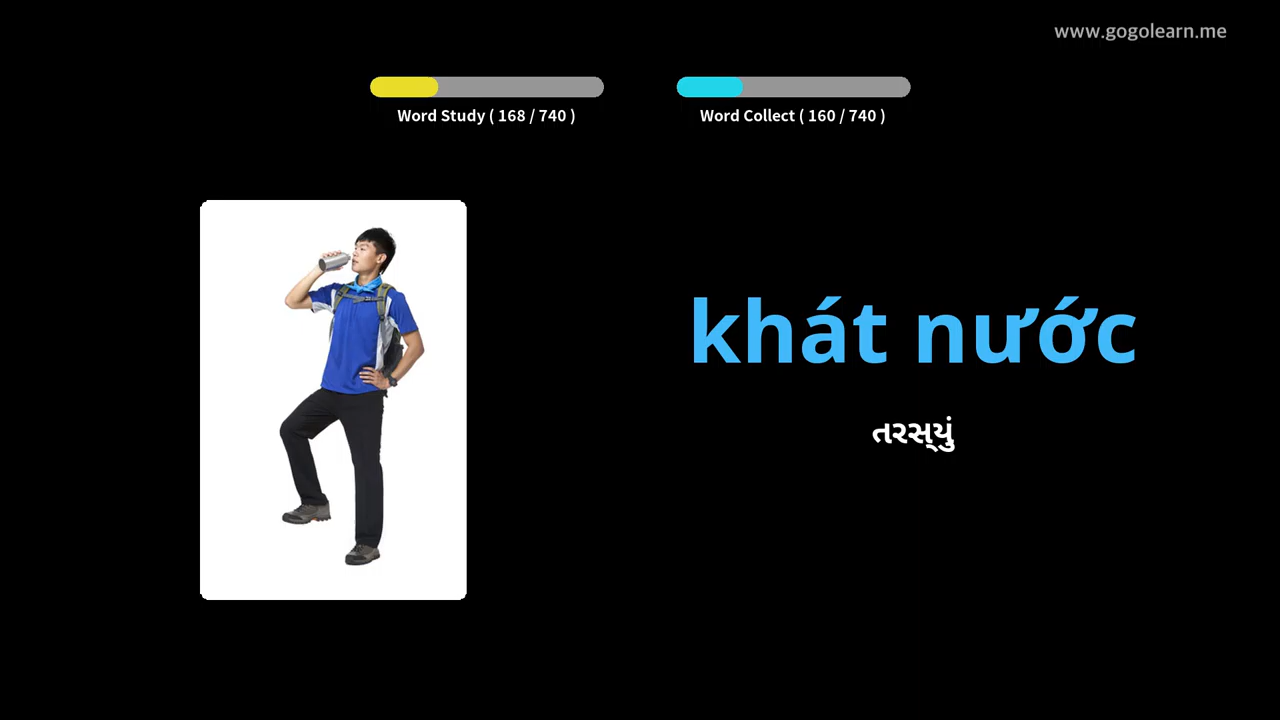 www.gogolearn.me
Word Study ( 168 / 740 )
Word Collect ( 160 / 740 )
khát nước
તરસ્યું